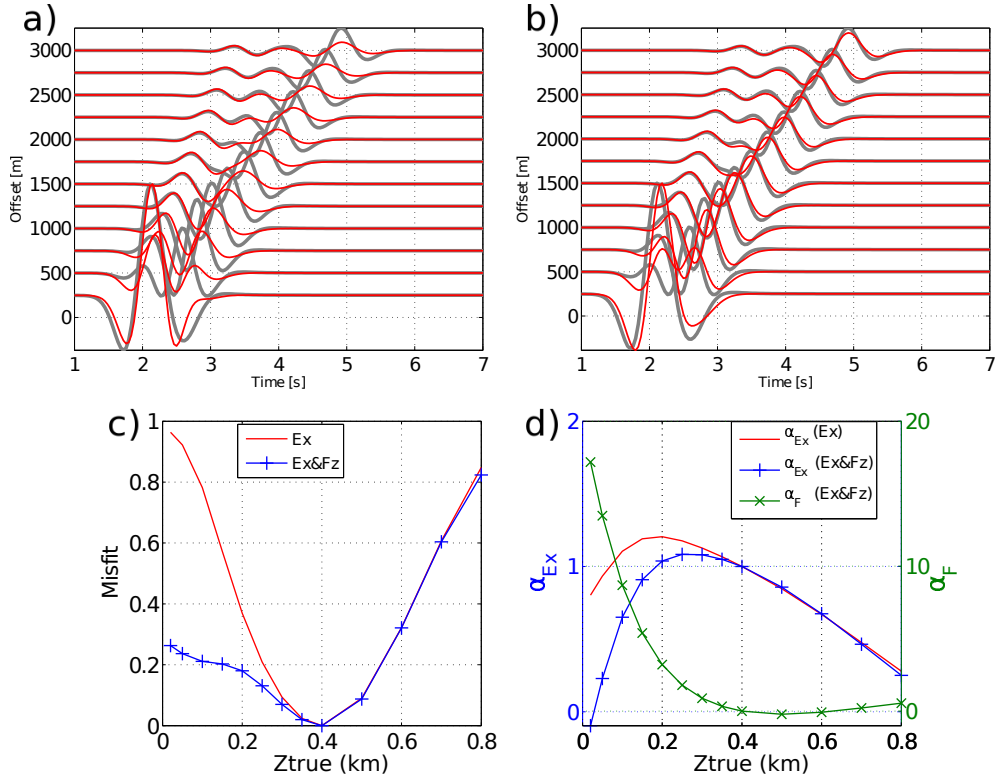 a)
3000
2500
2000
1500
1000
500
0
Offset [m]
1 2 3 4 5 6 7
Time [s]
b)
3000
2500
2000
1500
1000
500
0
Offset [m]
1 2 3 4 5 6 7
Time [s]
c)
1
0.8
0.6
0.4
0.2
0
Misfit
Ex
Ex&Fz
0 0.2 0.4 0.6 0.8
Ztrue (km)
d)
2
1
0
αEx
αEx (Ex)
αEx (Ex&Fz)
αF (Ex&Fz)
20
10
0
αF
0 0.2 0.4 0.6 0.8
Ztrue (km)